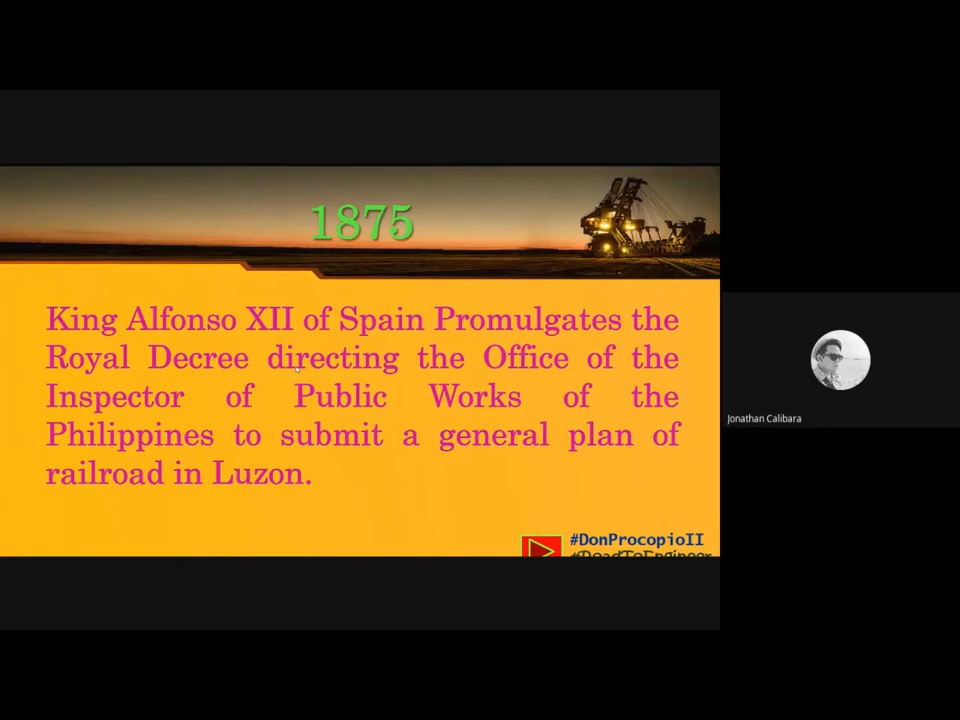 1875
King Alfonso XII of Spain Promulgates the
Royal Decree directing the Office of the
Inspector of Public Works of the
Philippines to submit a general plan of
railroad in Luzon.
#DonProcopioII
#RoadToEngineer
Jonathan Calibara